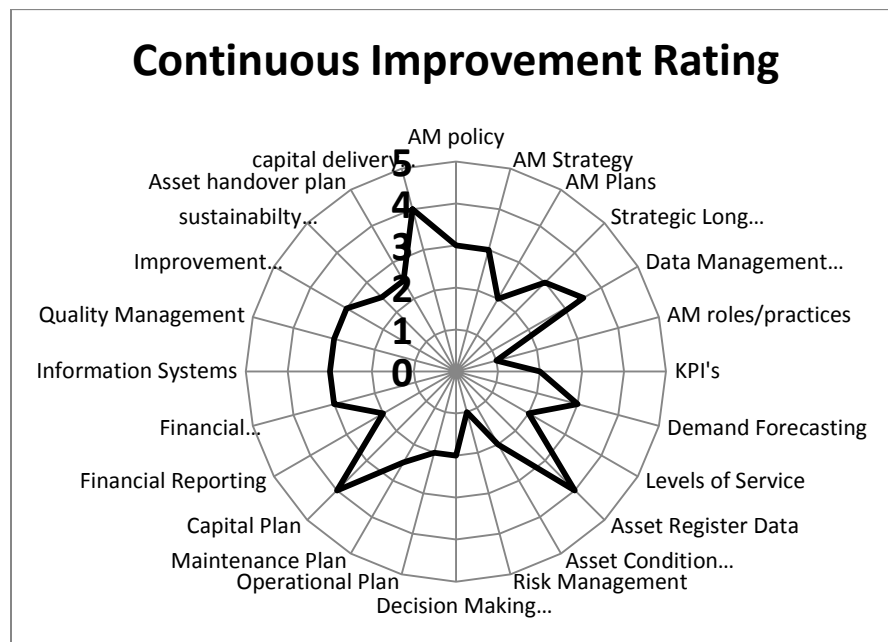 Continuous Improvement Rating
AM policy
AM Strategy
AM Plans
Strategic Long...
Data Management...
AM roles/practices
KPI's
Demand Forecasting
Levels of Service
Asset Register Data
Asset Condition...
Risk Management
Decision Making...
Operational Plan
Maintenance Plan
Capital Plan
Financial Reporting
Financial...
Information Systems
Quality Management
Improvement...
sustainabilty...
Asset handover plan
capital delivery...
5
4
3
2
1
0